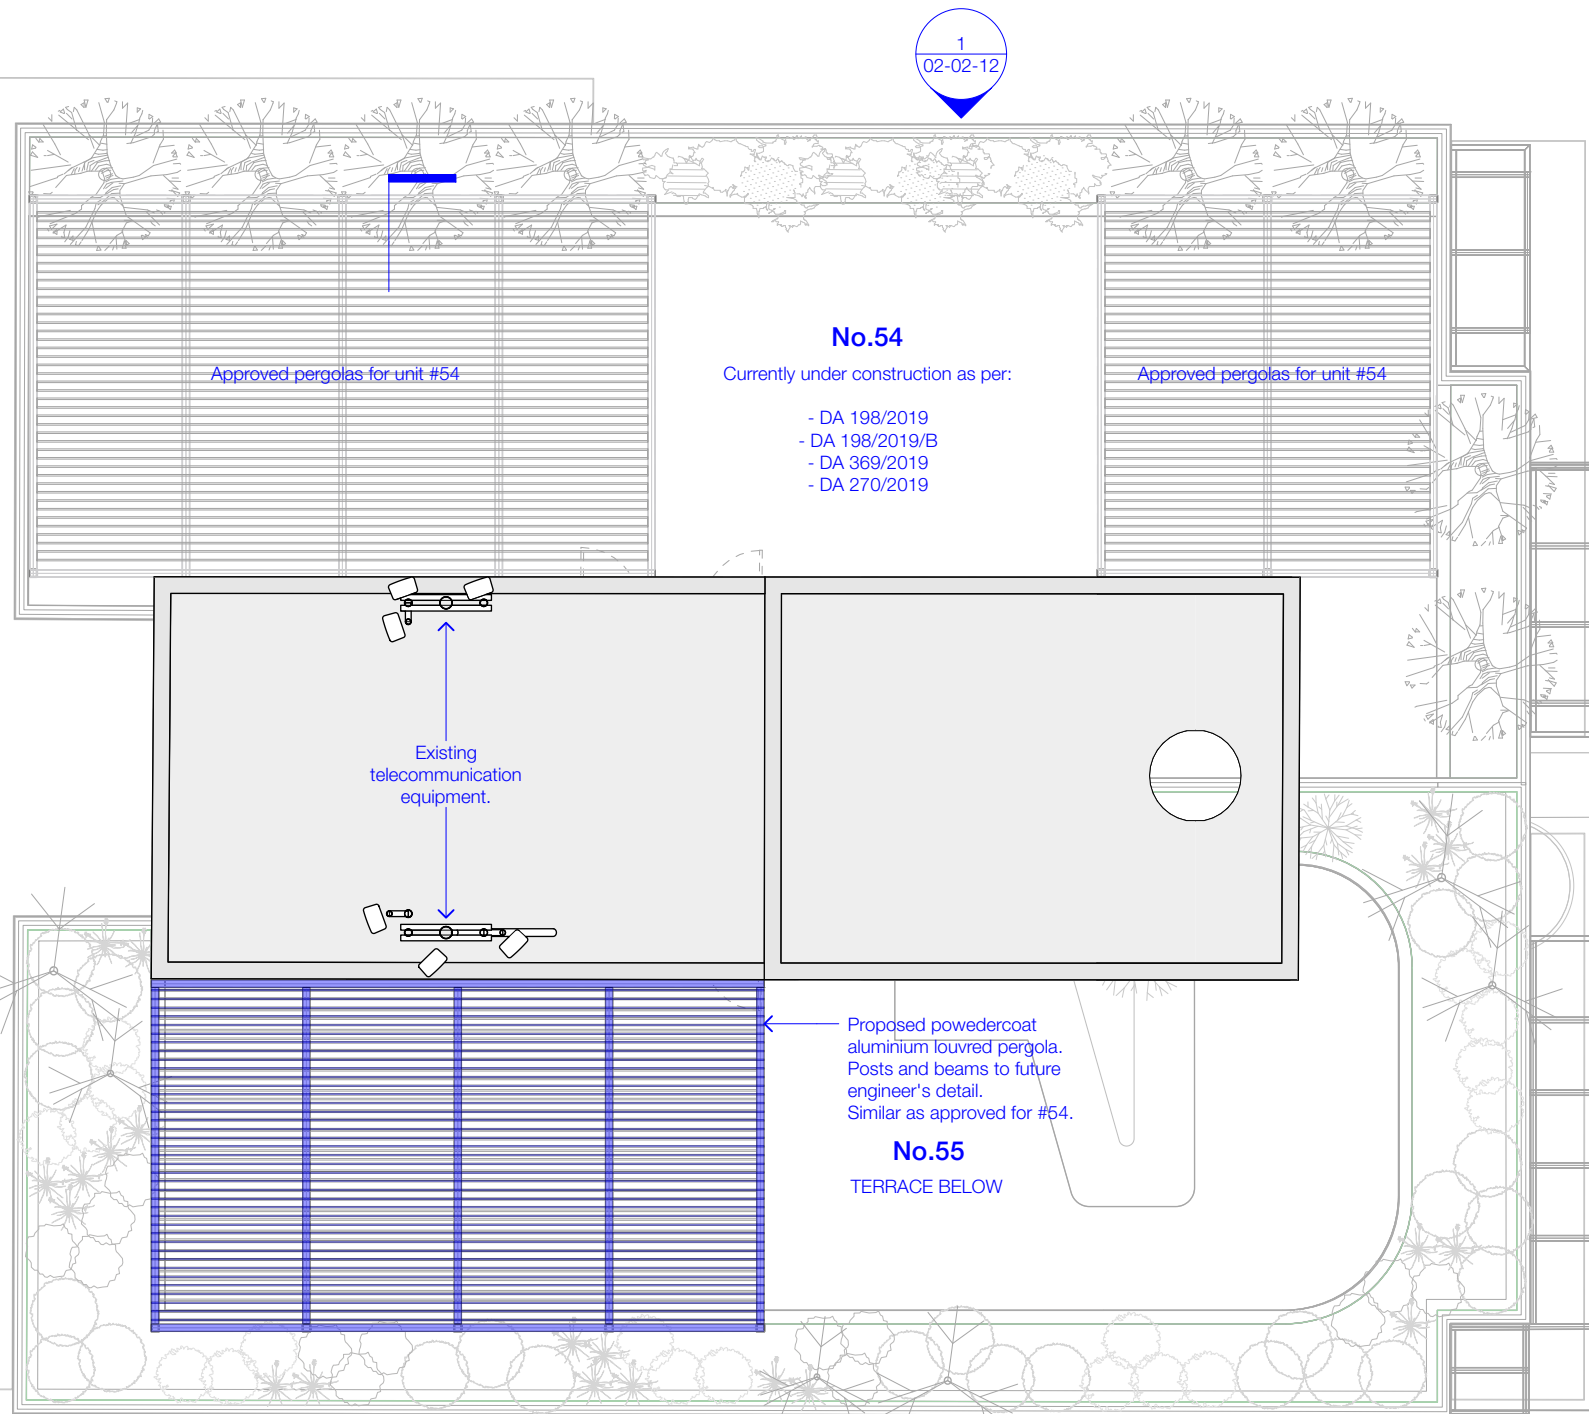 1
02-02-12
No.54
Currently under construction as per:
- DA 198/2019
- DA 198/2019/B
- DA 369/2019
- DA 270/2019
Approved pergolas for unit #54
Approved pergolas for unit #54
Existing
telecommunication
equipment.
Proposed powedercoat
aluminium louvred pergola.
Posts and beams to future
engineer's detail.
Similar as approved for #54.
No.55
TERRACE BELOW